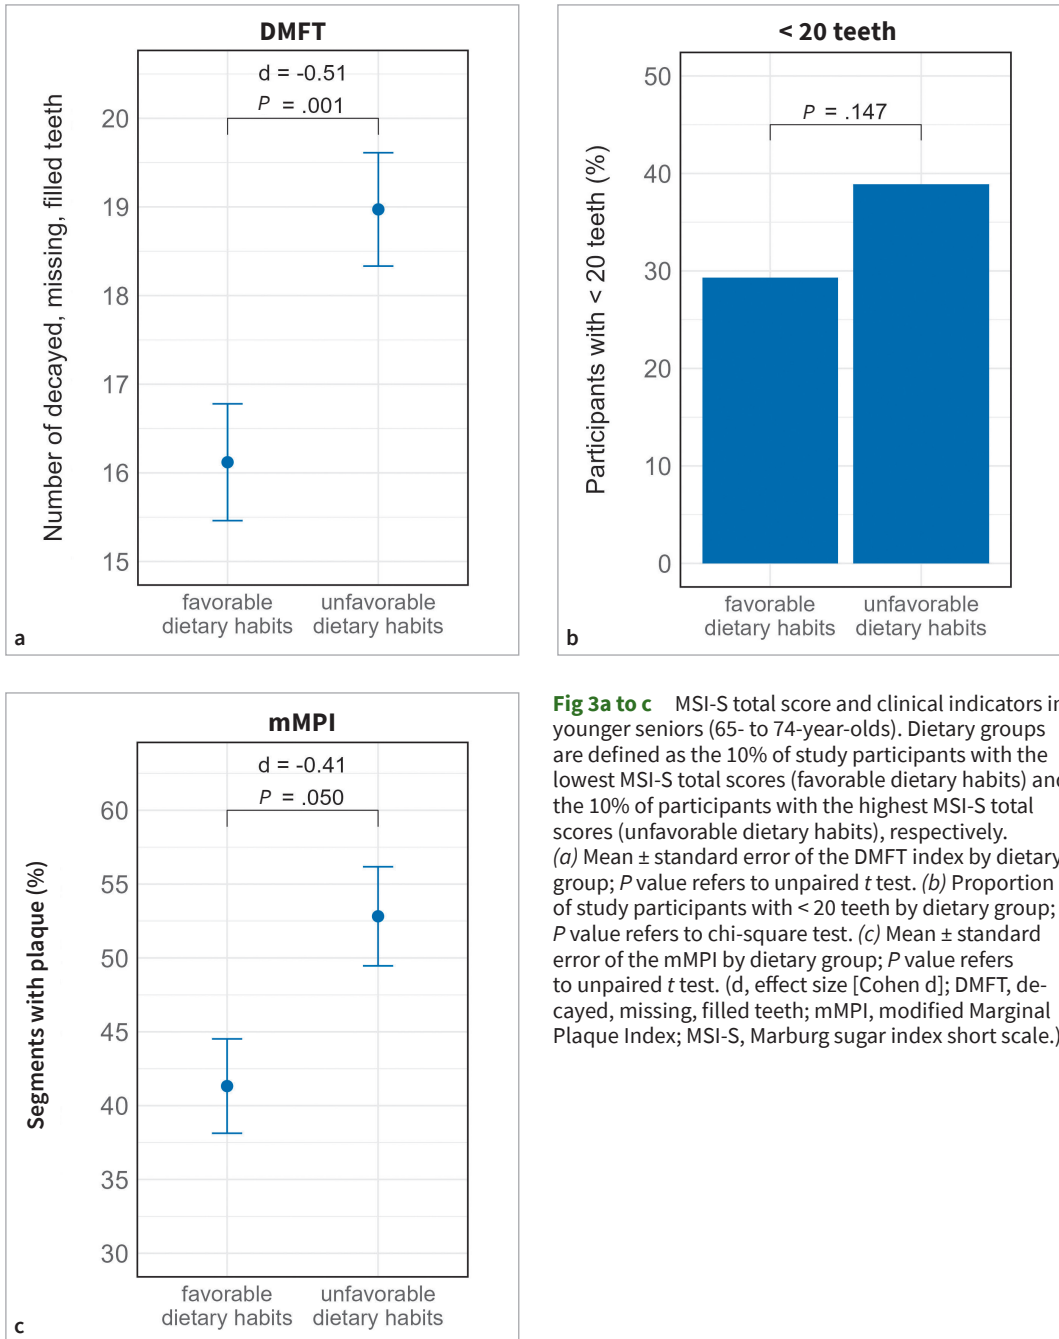 DMFT
d = -0.51
P = .001
Number of decayed, missing, filled teeth
20
19
18
17
16
15
favorable dietary habits
unfavorable dietary habits
a
< 20 teeth
P = .147
Participants with < 20 teeth (%)
50
40
30
20
10
0
favorable dietary habits
unfavorable dietary habits
b
mMPI
d = -0.41
P = .050
Segments with plaque (%)
60
55
50
45
40
35
30
favorable dietary habits
unfavorable dietary habits
c
Fig 3a to c MSI-S total score and clinical indicators in
younger seniors (65- to 74-year-olds). Dietary groups
are defined as the 10% of study participants with the
lowest MSI-S total scores (favorable dietary habits) and
the 10% of participants with the highest MSI-S total
scores (unfavorable dietary habits), respectively.
(a) Mean ± standard error of the DMFT index by dietary
group; P value refers to unpaired t test. (b) Proportion
of study participants with < 20 teeth by dietary group;
P value refers to chi-square test. (c) Mean ± standard
error of the mMPI by dietary group; P value refers
to unpaired t test. (d, effect size [Cohen d]; DMFT, de-
cayed, missing, filled teeth; mMPI, modified Marginal
Plaque Index; MSI-S, Marburg sugar index short scale.)